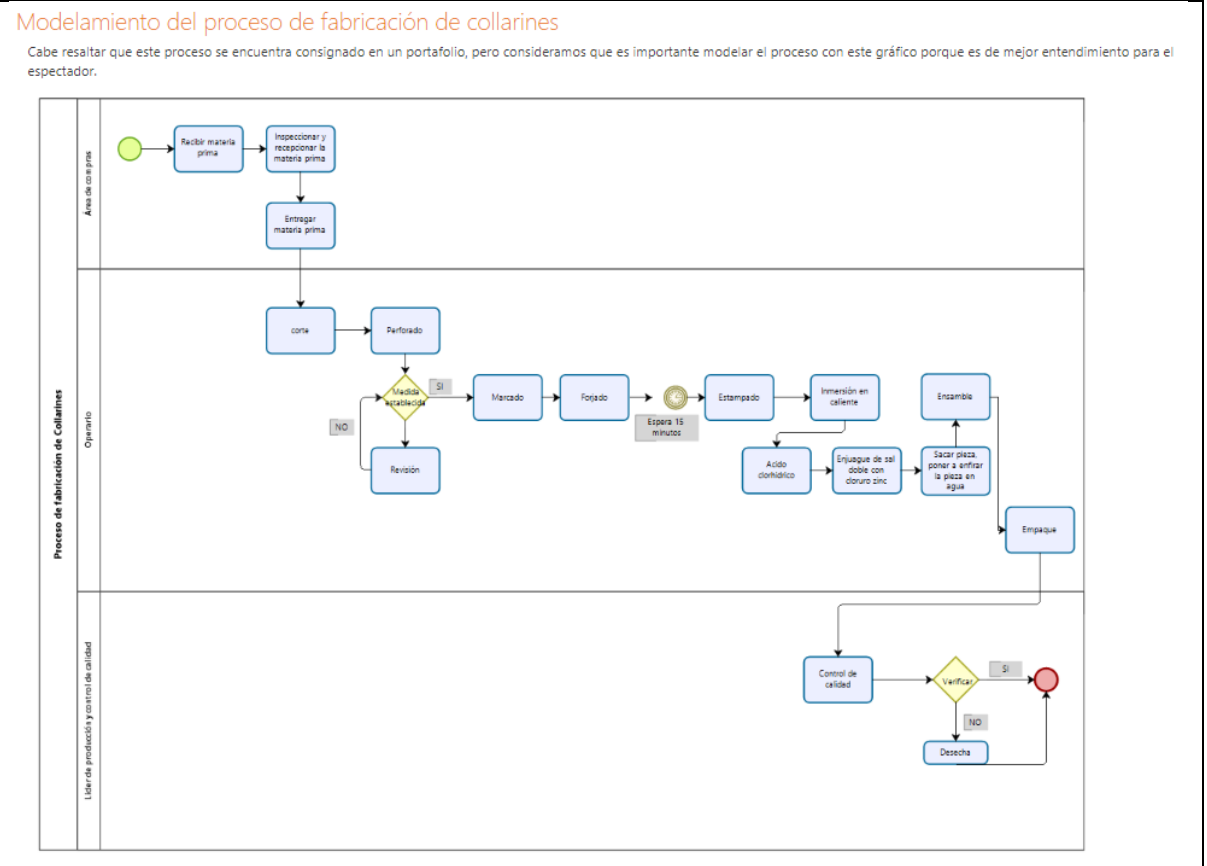 Modelamiento del proceso de fabricación de collarines
Cabe resaltar que este proceso se encuentra consignado en un portafolio, pero consideramos que es importante modelar el proceso con este gráfico porque es de mejor entendimiento para el
espectador.
Proceso de fabricación de Collarines
Área de compras
Recibir materia
prima
Inspeccionar y
recepcionar la
materia prima
Entregar
materia prima
Operario
corte
Perforado
Medida
establecida
SI
NO
Revisión
Marcado
Forjado
Espera 15
minutos
Estampado
Inmersión en
caliente
Acido
clorhídrico
Enjuague de sal
doble con
cloruro zinc
Sacar pieza,
poner a enfirar
la pieza en
agua
Ensamble
Empaque
Lider de producción y control de calidad
Control de
calidad
Verificar
SI
NO
Desecha